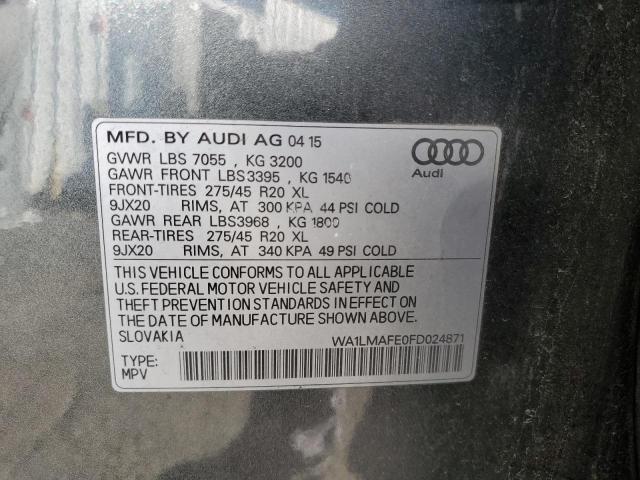 MFD. BY AUDI AG 04 15
GVWR LBS 7055 , KG 3200
GAWR FRONT LBS3395 , KG 1540
FRONT-TIRES 275/45 R20 XL
9JX20 RIMS, AT 300 KPA 44 PSI COLD
GAWR REAR LBS3968 , KG 1800
REAR-TIRES 275/45 R20 XL
9JX20 RIMS, AT 340 KPA 49 PSI COLD
Audi
THIS VEHICLE CONFORMS TO ALL APPLICABLE
U.S. FEDERAL MOTOR VEHICLE SAFETY AND
THEFT PREVENTION STANDARDS IN EFFECT ON
THE DATE OF MANUFACTURE SHOWN ABOVE.
SLOVAKIA WA1LMAFE0FD024871
TYPE:
MPV